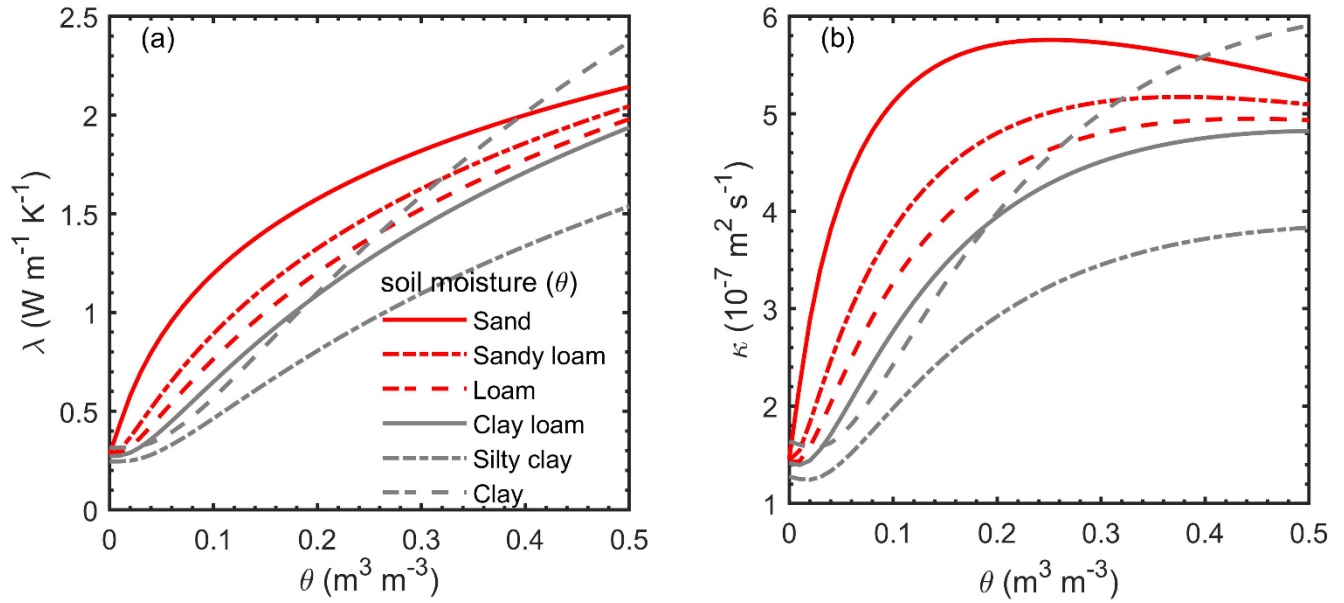 (a)
λ (W m⁻¹ K⁻¹)
2.5
2
1.5
1
0.5
0
soil moisture (θ)
Sand
Sandy loam
Loam
Clay loam
Silty clay
Clay
0 0.1 0.2 0.3 0.4 0.5
θ (m³ m⁻³)
(b)
κ (10⁻⁷ m² s⁻¹)
6
5
4
3
2
1
0 0.1 0.2 0.3 0.4 0.5
θ (m³ m⁻³)